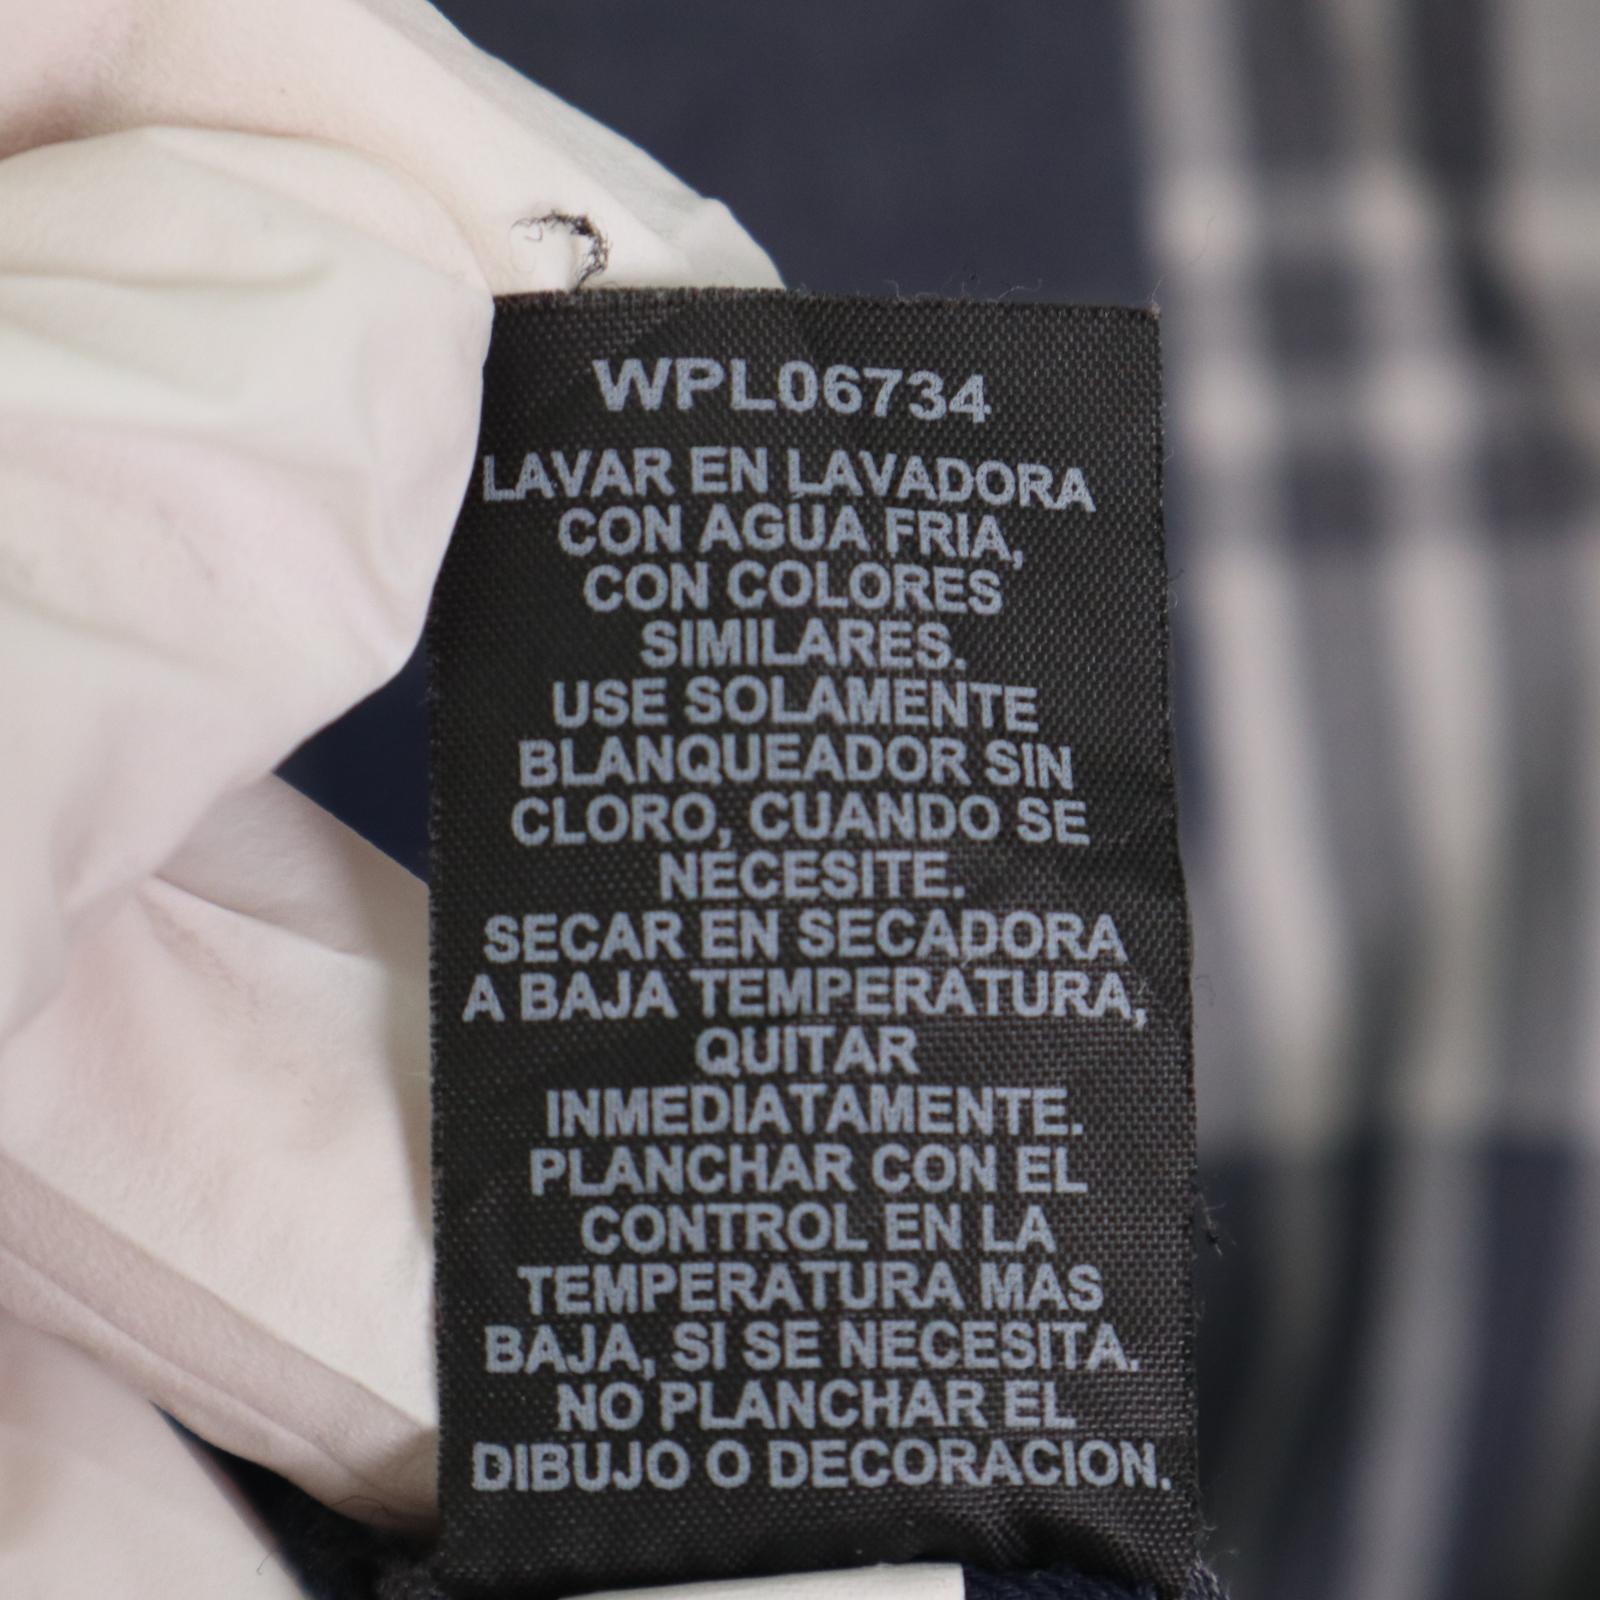 WPL06734
LAVAR EN LAVADORA
CON AGUA FRIA,
CON COLORES
SIMILARES.
USE SOLAMENTE
BLANQUEADOR SIN
CLORO, CUANDO SE
NECESITE.
SECAR EN SECADORA
A BAJA TEMPERATURA,
QUITAR
INMEDIATAMENTE.
PLANCHAR CON EL
CONTROL EN LA
TEMPERATURA MAS
BAJA, SI SE NECESITA.
NO PLANCHAR EL
DIBUJO O DECORACION.